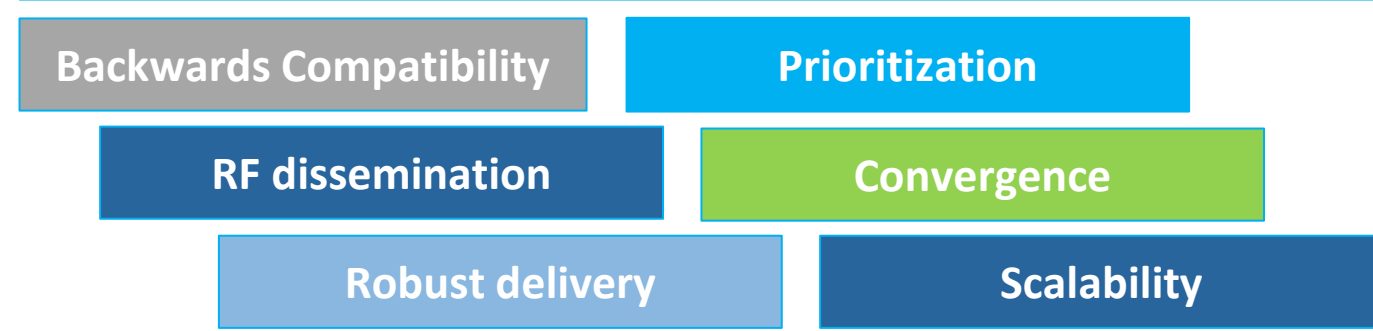 Backwards Compatibility
Prioritization
RF dissemination
Convergence
Robust delivery
Scalability